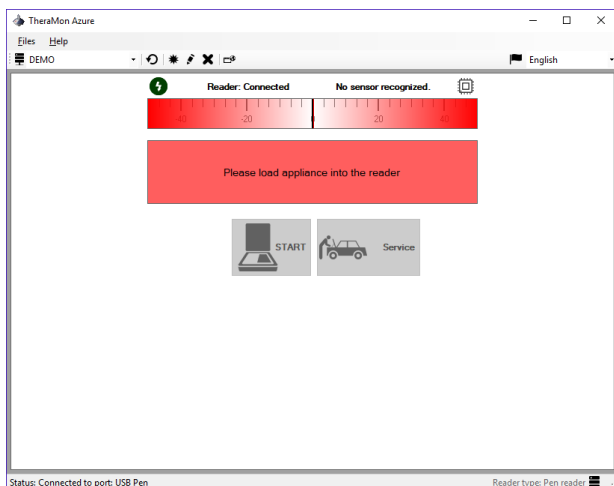 TheraMon Azure
Files Help
DEMO English
Reader: Connected No sensor recognized.
-40 -20 0 20 40
Please load appliance into the reader
START Service
Status: Connected to port: USB Pen Reader type: Pen reader